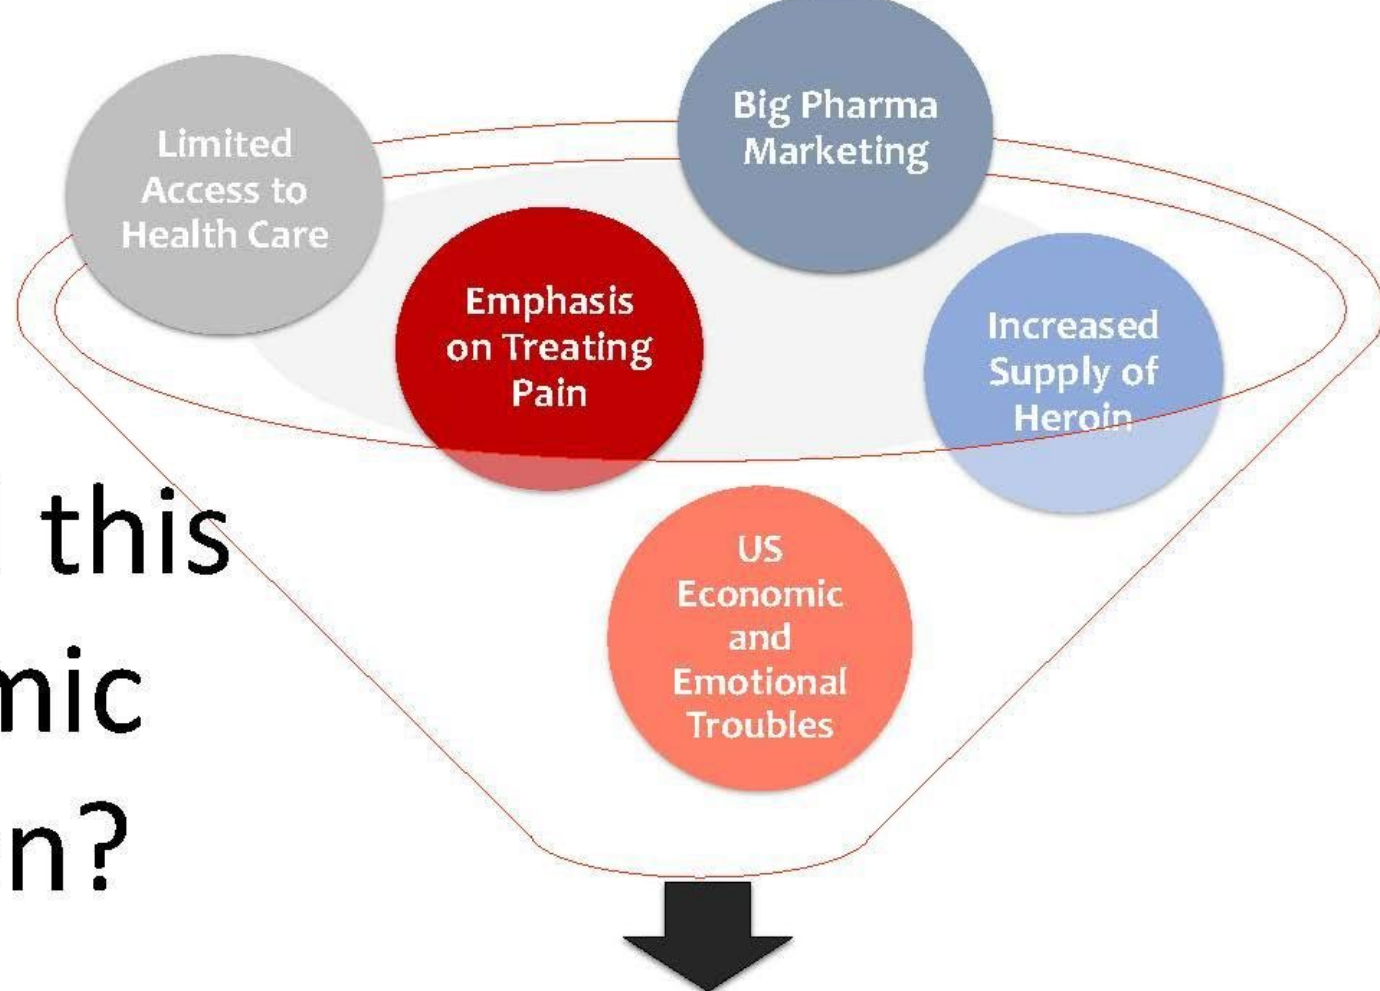 Limited
Access to
Health Care
Big Pharma
Marketing
Emphasis
on Treating
Pain
Increased
Supply of
Heroin
US
Economic
and
Emotional
Troubles
this
mic
n?